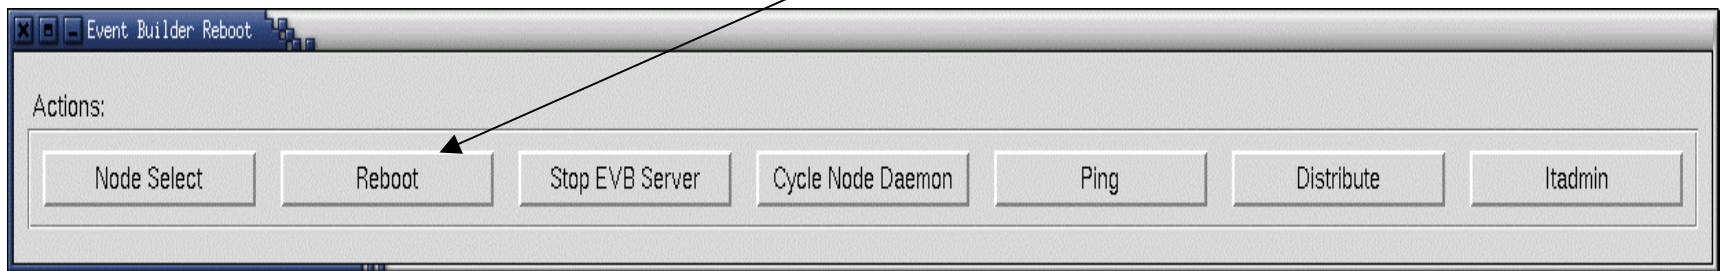 Event Builder Reboot
Actions:
Node Select Reboot Stop EVB Server Cycle Node Daemon Ping Distribute Itadmin